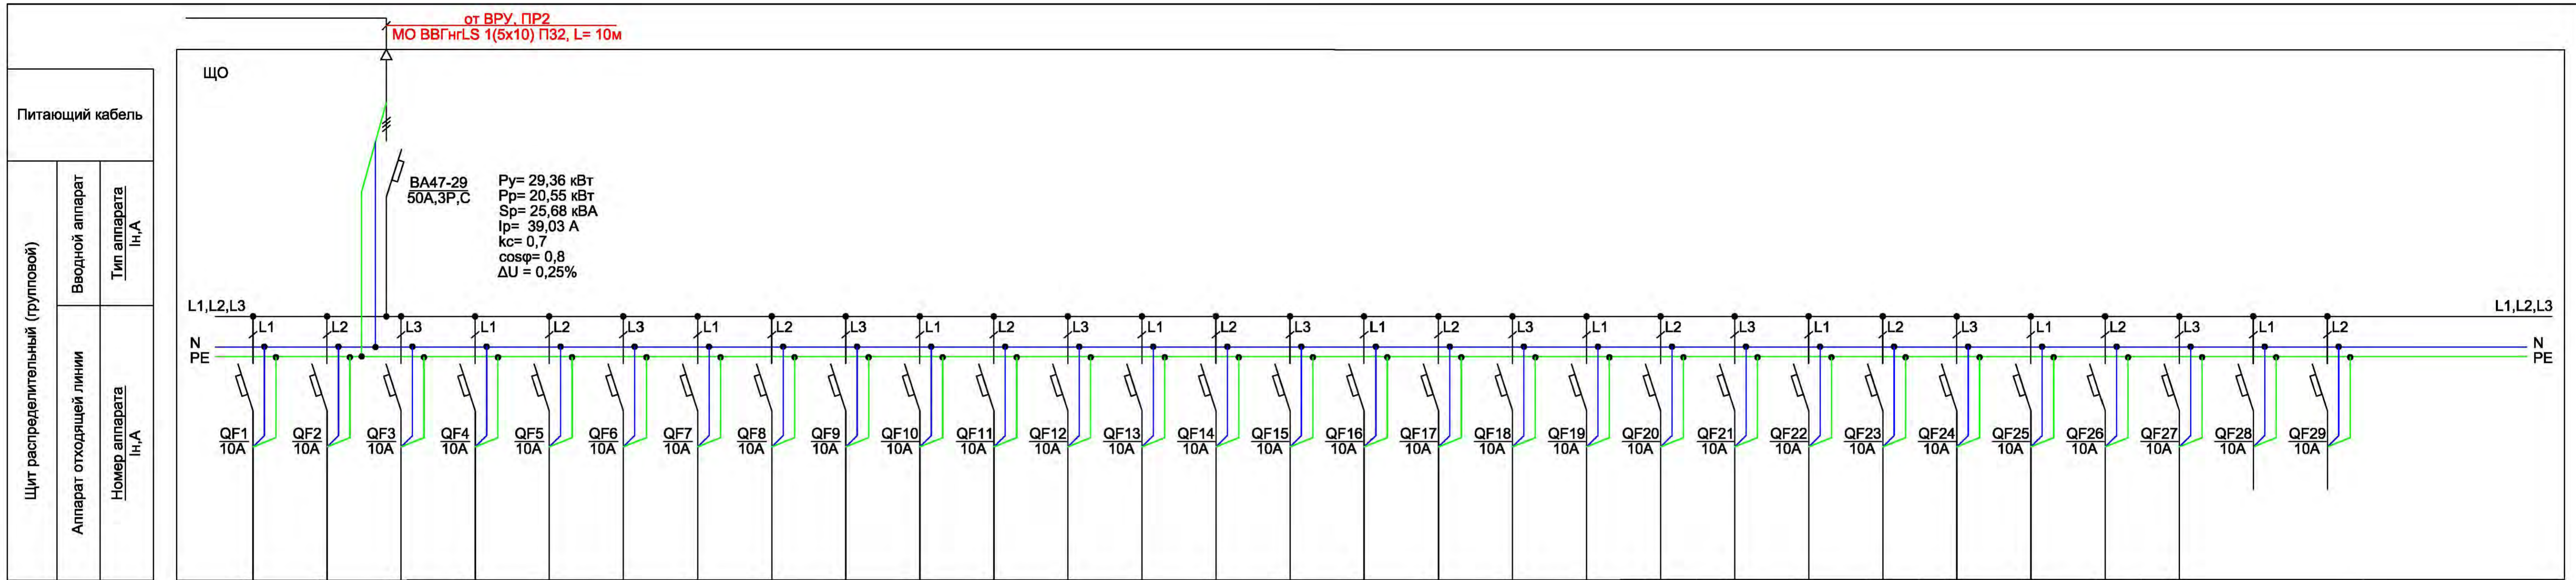 от ВРУ, ПР2
МО ВВГнгLS 1(5х10) П32, L= 10м
ЩО
Питающий кабель
Щит распределительный (групповой)
Вводной аппарат
Тип аппарата
Iн,А
Аппарат отходящей линии
Номер аппарата
Iн,А
ВА47-29
50А,3Р,С
Ру= 29,36 кВт
Рр= 20,55 кВт
Sp= 25,68 кВА
Iр= 39,03 А
kc= 0,7
cosφ= 0,8
ΔU = 0,25%
L1,L2,L3 L1,L2,L3
L1 L2 L3 L1 L2 L3 L1 L2 L3 L1 L2 L3 L1 L2 L3 L1 L2 L3 L1 L2 L3 L1 L2 L3 L1 L2 L3 L1 L2
N N
PE PE
QF1 QF2 QF3 QF4 QF5 QF6 QF7 QF8 QF9 QF10 QF11 QF12 QF13 QF14 QF15 QF16 QF17 QF18 QF19 QF20 QF21 QF22 QF23 QF24 QF25 QF26 QF27 QF28 QF29
10А 10А 10А 10А 10А 10А 10А 10А 10А 10А 10А 10А 10А 10А 10А 10А 10А 10А 10А 10А 10А 10А 10А 10А 10А 10А 10А 10А 10А